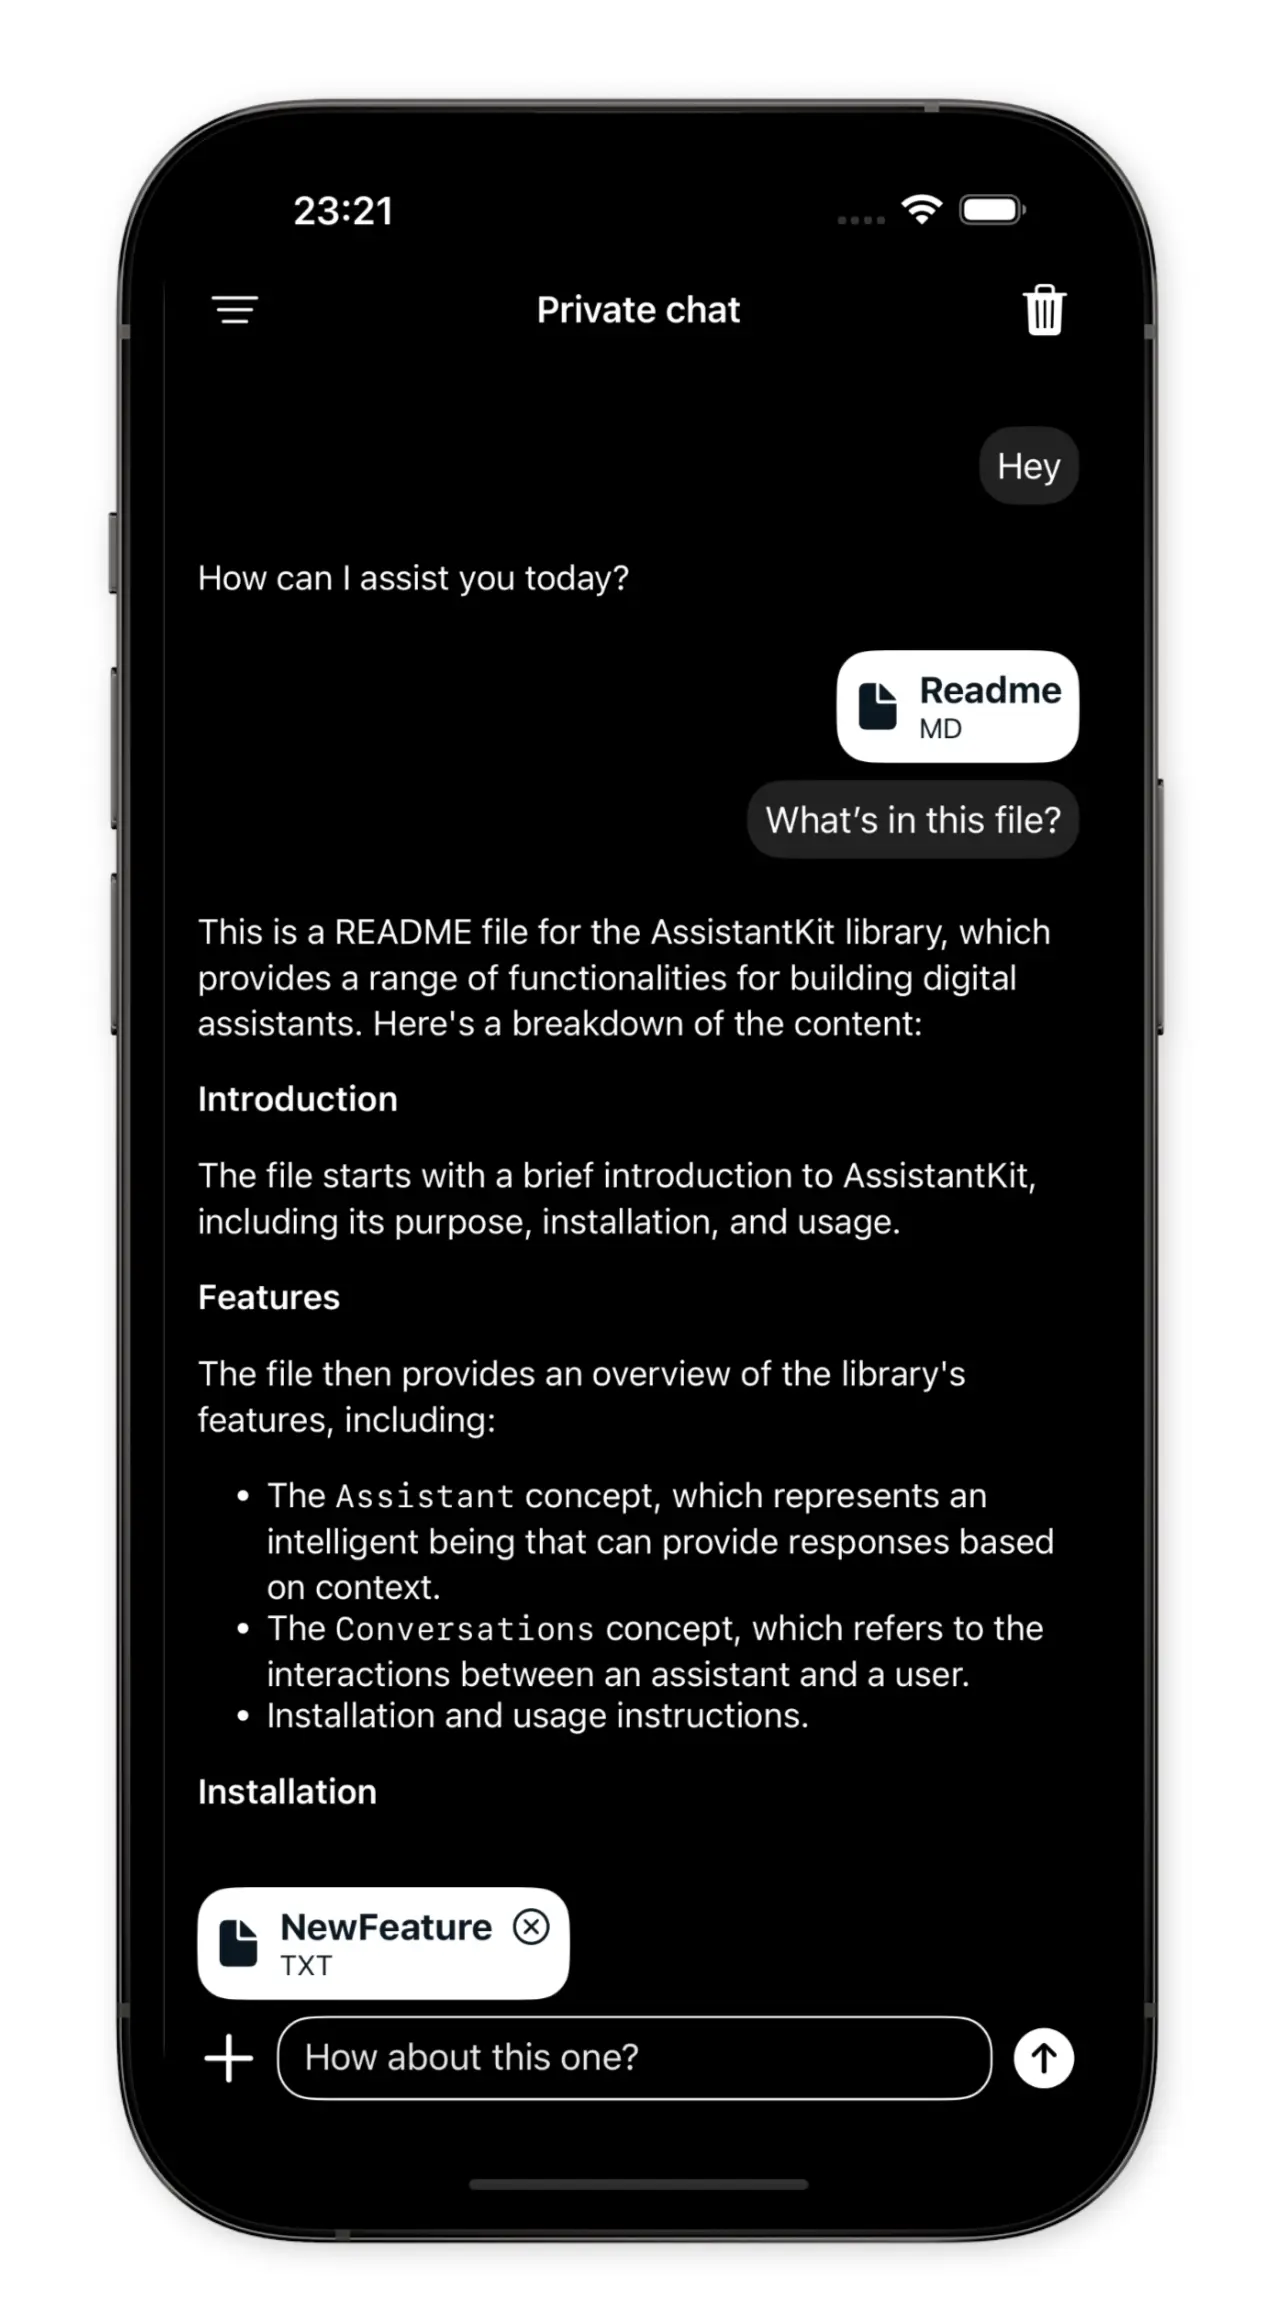 23:21
Private chat
Hey
How can I assist you today?
Readme
MD
What’s in this file?
This is a README file for the AssistantKit library, which
provides a range of functionalities for building digital
assistants. Here's a breakdown of the content:
Introduction
The file starts with a brief introduction to AssistantKit,
including its purpose, installation, and usage.
Features
The file then provides an overview of the library's
features, including:
• The Assistant concept, which represents an
intelligent being that can provide responses based
on context.
• The Conversations concept, which refers to the
interactions between an assistant and a user.
• Installation and usage instructions.
Installation
NewFeature
TXT
How about this one?